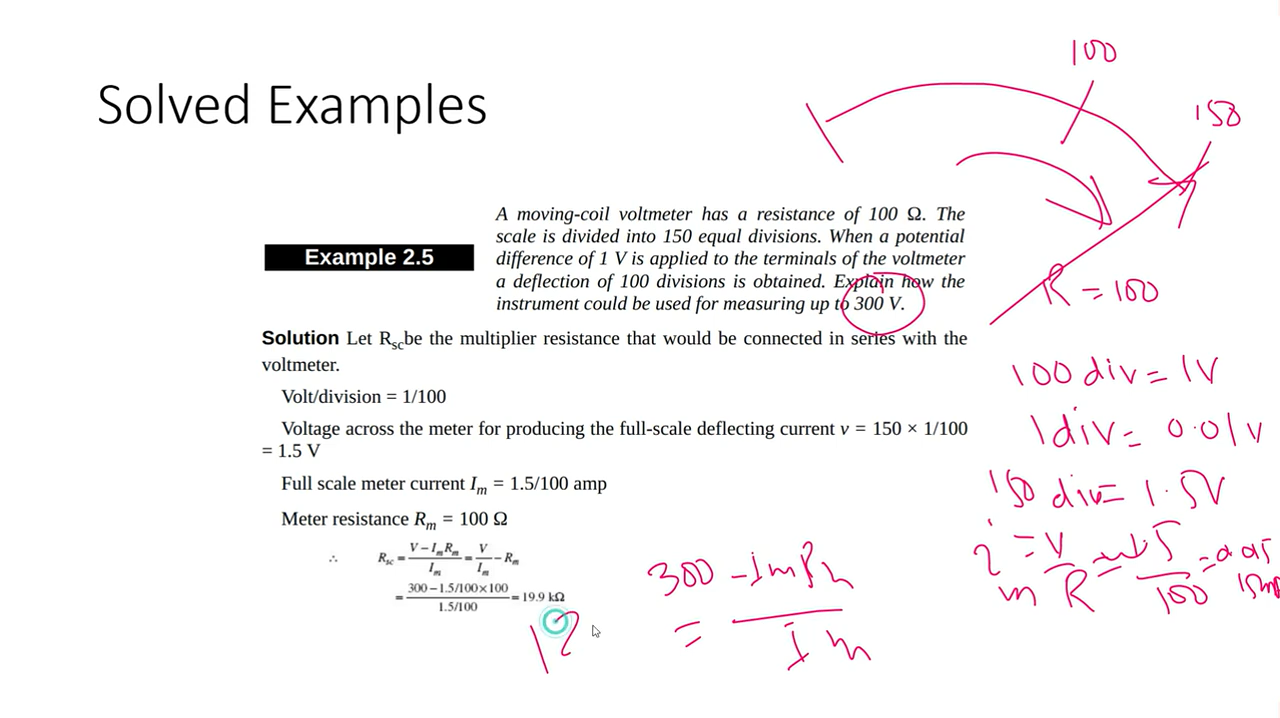 Solved Examples
100
150
Example 2.5
A moving-coil voltmeter has a resistance of 100 Ω. The
scale is divided into 150 equal divisions. When a potential
difference of 1 V is applied to the terminals of the voltmeter
a deflection of 100 divisions is obtained. Explain how the
instrument could be used for measuring up to 300 V.
R = 100
Solution Let Rscbe the multiplier resistance that would be connected in series with the
voltmeter.
Volt/division = 1/100
Voltage across the meter for producing the full-scale deflecting current v = 150 × 1/100
= 1.5 V
Full scale meter current Im = 1.5/100 amp
Meter resistance Rm = 100 Ω
∴ Rsc = (V − ImRm)/Im = V/Im − Rm
= (300 − 1.5/100 × 100)/(1.5/100) = 19.9 kΩ
100 div = 1V
1 div = 0.01 V
150 div = 1.5V
= V/R
100
300 - ImRm
= Im